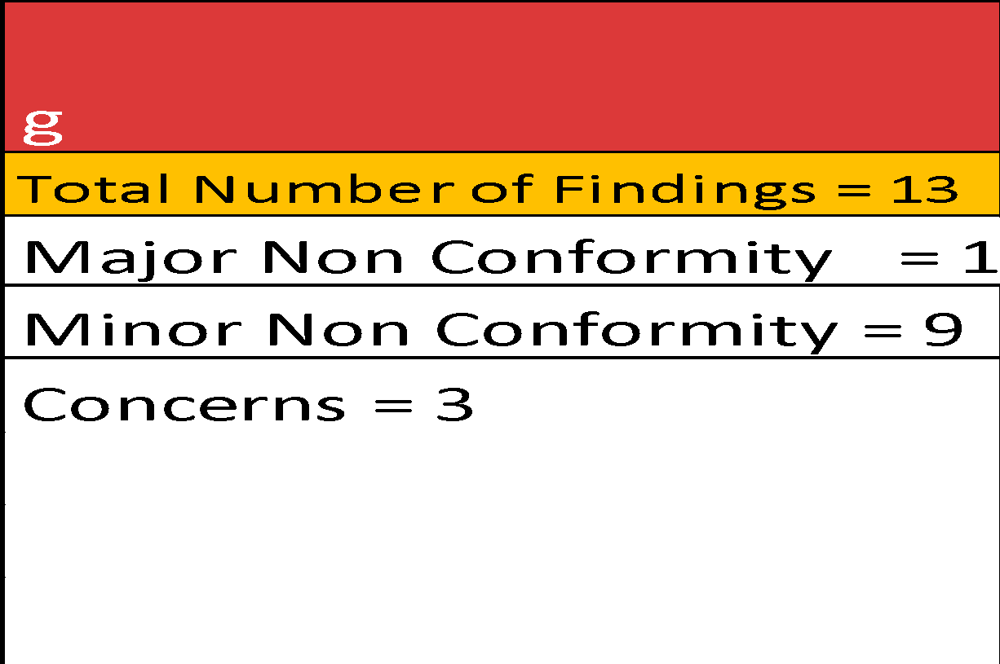 g
Total Number of Findings = 13
Major Non Conformity = 1
Minor Non Conformity = 9
Concerns = 3